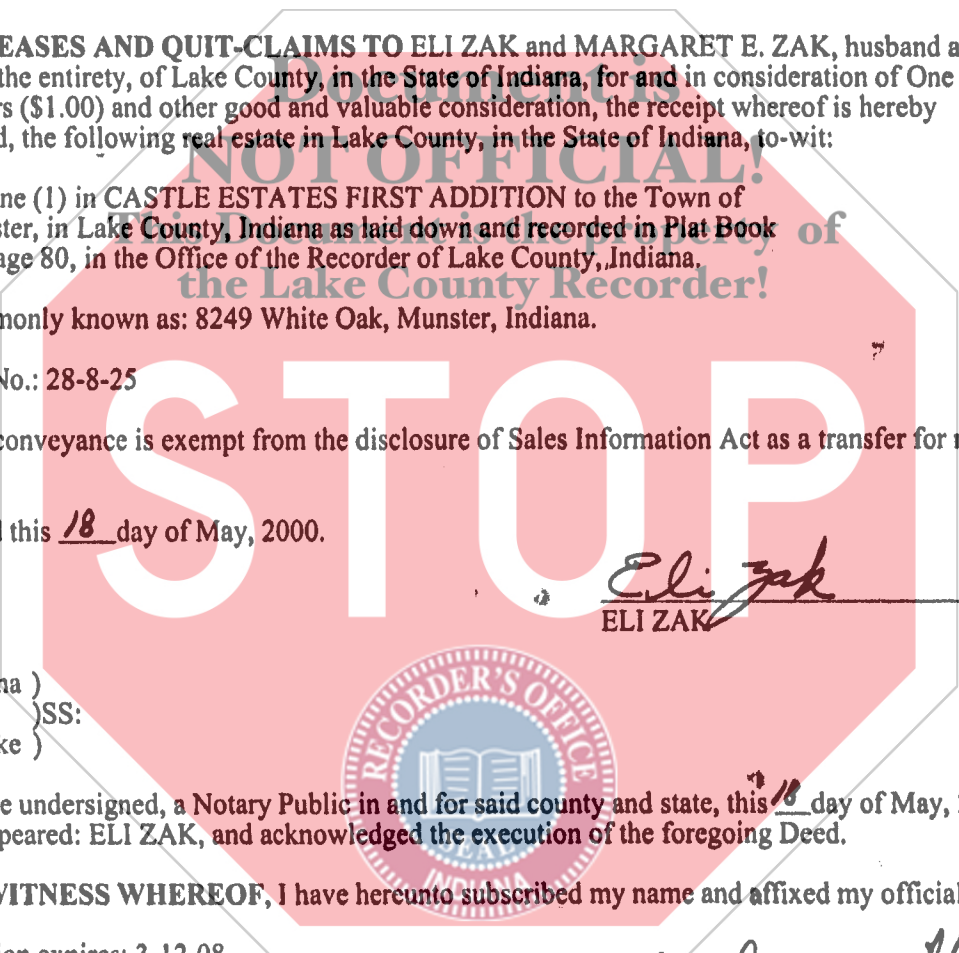 EASES AND QUIT-CLAIMS TO ELI ZAK and MARGARET E. ZAK, husband a
the entirety, of Lake County, in the State of Indiana, for and in consideration of One
rs ($1.00) and other good and valuable consideration, the receipt whereof is hereby
d, the following real estate in Lake County, in the State of Indiana, to-wit:
Document is
NOT OFFICIAL!
This Document is the property of
the Lake County Recorder!
ne (1) in CASTLE ESTATES FIRST ADDITION to the Town of
ster, in Lake County, Indiana as laid down and recorded in Plat Book
age 80, in the Office of the Recorder of Lake County, Indiana.
monly known as: 8249 White Oak, Munster, Indiana.
No.: 28-8-25
STOP
conveyance is exempt from the disclosure of Sales Information Act as a transfer for
d this 18 day of May, 2000.
Eli Zak
ELI ZAK
na )
)SS:
ke )
RECORDER'S OFFICE
SEAL
INDIANA
e undersigned, a Notary Public in and for said county and state, this 18 day of May,
peared: ELI ZAK, and acknowledged the execution of the foregoing Deed.
WITNESS WHEREOF, I have hereunto subscribed my name and affixed my official
ion expires: 3-12-08